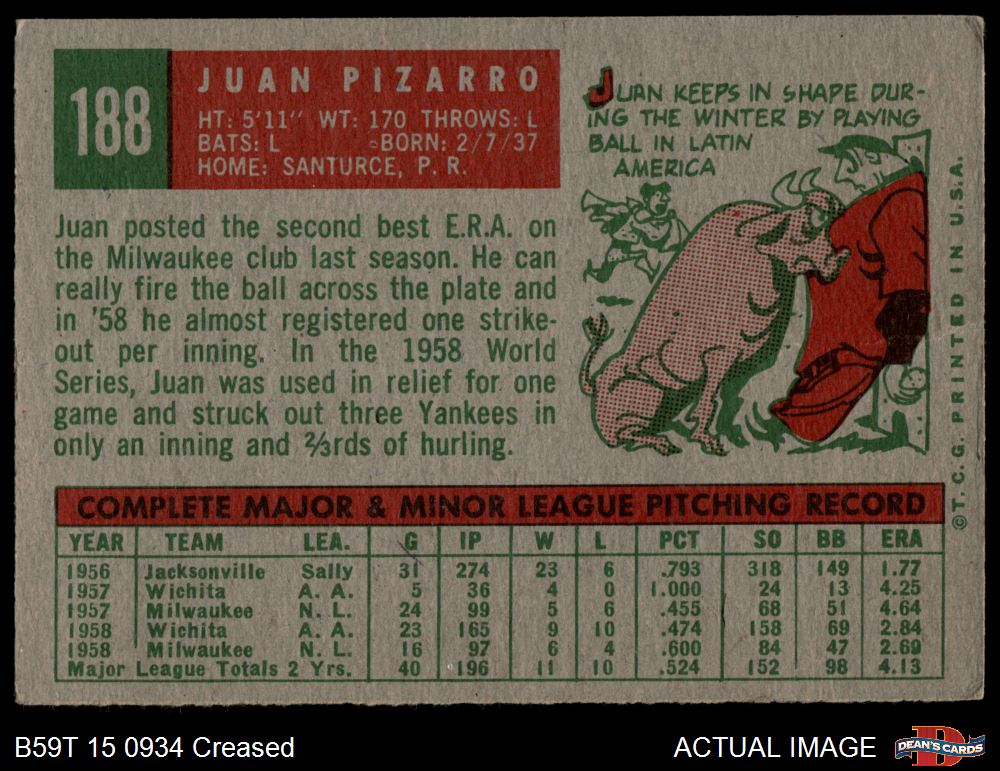 188
JUAN PIZARRO
HT: 5'11" WT: 170 THROWS: L
BATS: L BORN: 2/7/37
HOME: SANTURCE, P. R.
JUAN KEEPS IN SHAPE DUR-
ING THE WINTER BY PLAYING
BALL IN LATIN
AMERICA
Juan posted the second best E.R.A. on
the Milwaukee club last season. He can
really fire the ball across the plate and
in '58 he almost registered one strike-
out per inning. In the 1958 World
Series, Juan was used in relief for one
game and struck out three Yankees in
only an inning and ⅔rds of hurling.
©T. C. G. PRINTED IN U.S.A.
COMPLETE MAJOR & MINOR LEAGUE PITCHING RECORD
YEAR TEAM LEA. G IP W L PCT SO BB ERA
1956 Jacksonville Sally 31 274 23 6 .793 318 149 1.77
1957 Wichita A. A. 5 36 4 0 1.000 24 13 4.25
1957 Milwaukee N. L. 24 99 5 6 .455 68 51 4.64
1958 Wichita A. A. 23 165 9 10 .474 158 69 2.84
1958 Milwaukee N. L. 16 97 6 4 .600 84 47 2.69
Major League Totals 2 Yrs. 40 196 11 10 .524 152 98 4.13
B59T 15 0934 Creased
ACTUAL IMAGE
DEAN'S CARDS